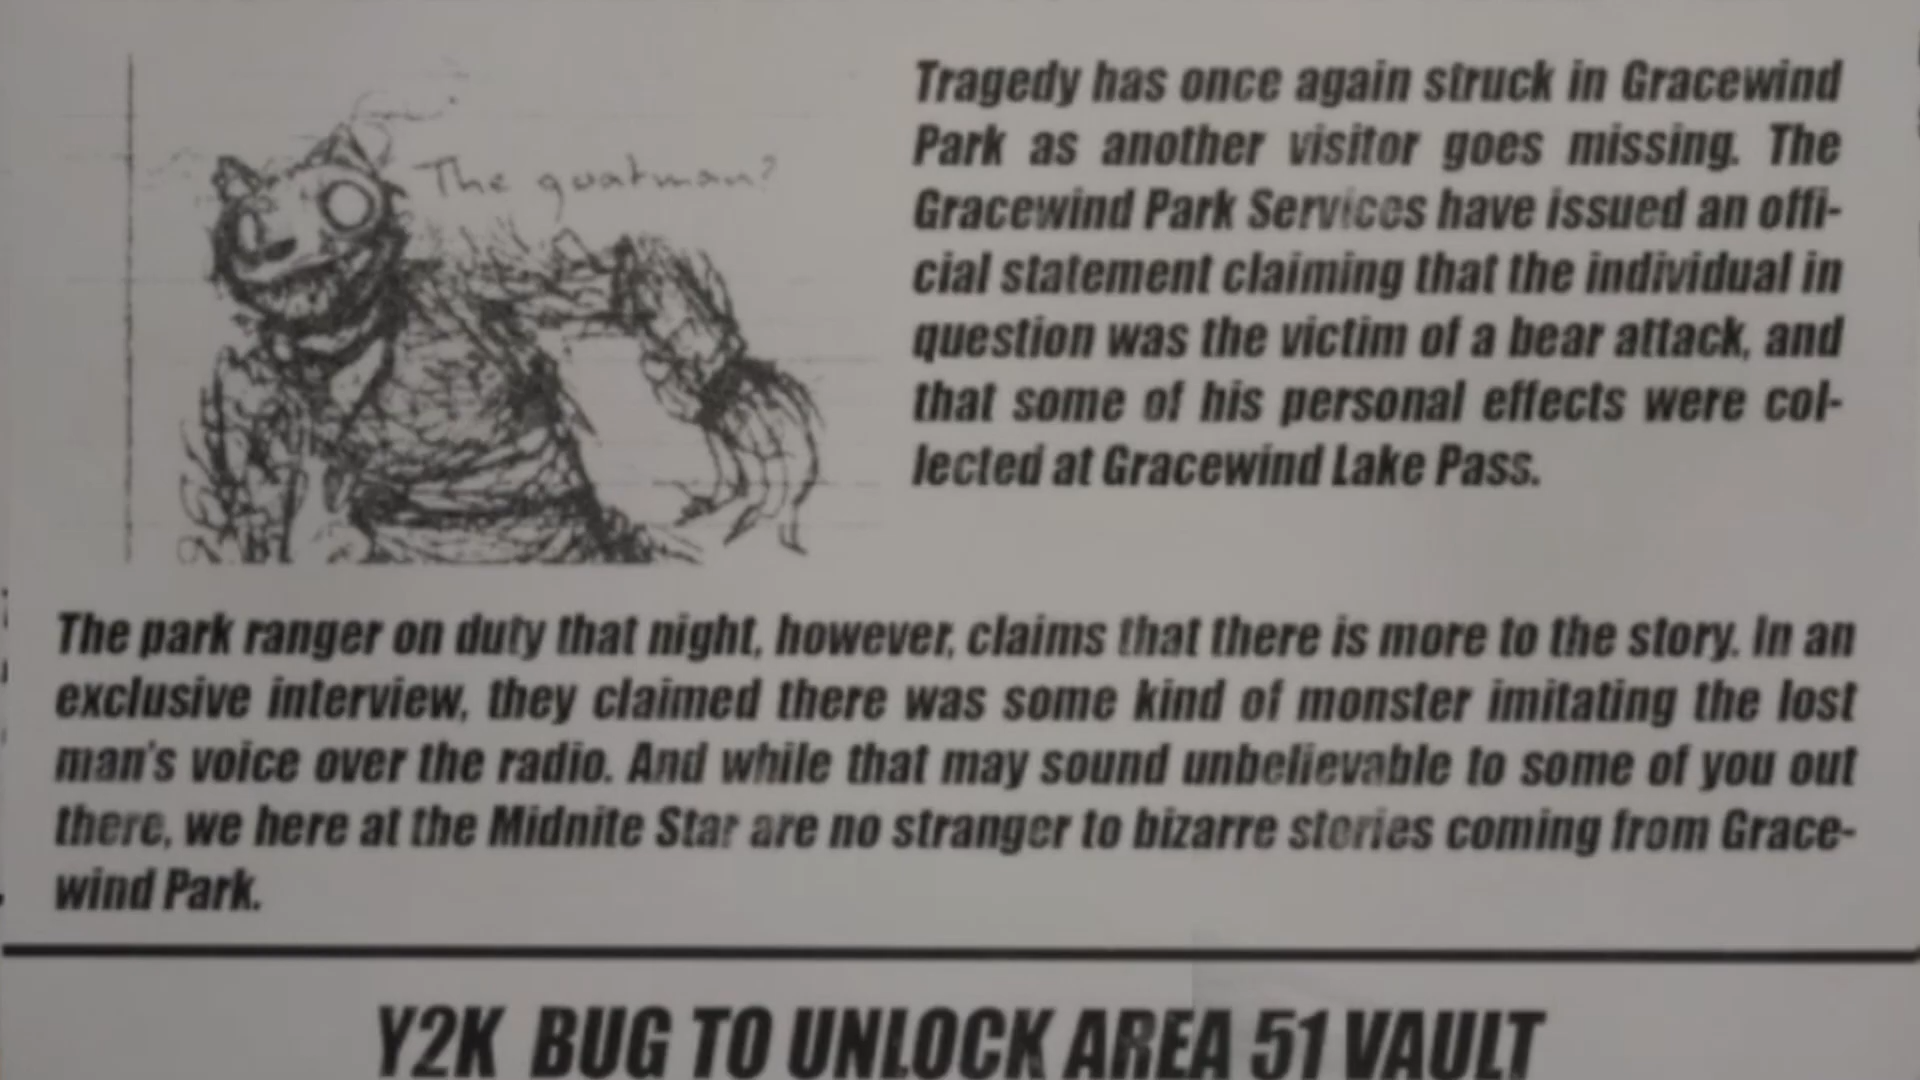 The goatman?
Tragedy has once again struck in Gracewind
Park as another visitor goes missing. The
Gracewind Park Services have issued an offi-
cial statement claiming that the individual in
question was the victim of a bear attack, and
that some of his personal effects were col-
lected at Gracewind Lake Pass.
The park ranger on duty that night, however, claims that there is more to the story. In an
exclusive interview, they claimed there was some kind of monster imitating the lost
man's voice over the radio. And while that may sound unbelievable to some of you out
there, we here at the Midnite Star are no stranger to bizarre stories coming from Grace-
wind Park.
Y2K BUG TO UNLOCK AREA 51 VAULT